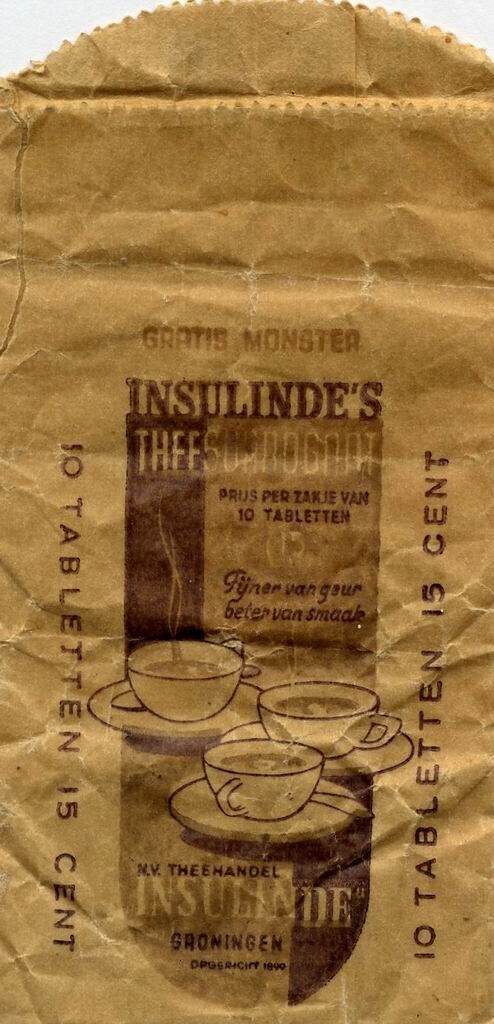 GRATIS MONSTER
INSULINDE'S
THEESURROGAAT
PRIJS PER ZAKJE VAN
10 TABLETTEN
15
Fijner van geur
beter van smaak
N.V. THEEHANDEL
INSULINDE"
GRONINGEN
OPGERICHT 1890
10 TABLETTEN 15 CENT
10 TABLETTEN 15 CENT